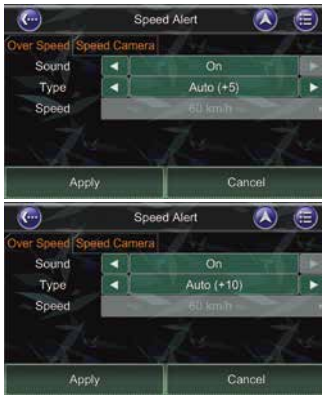 Speed Alert
Over Speed Speed Camera
Sound On
Type Auto (+5)
Speed 60 km/h
Apply Cancel
Speed Alert
Over Speed Speed Camera
Sound On
Type Auto (+10)
Speed 60 km/h
Apply Cancel